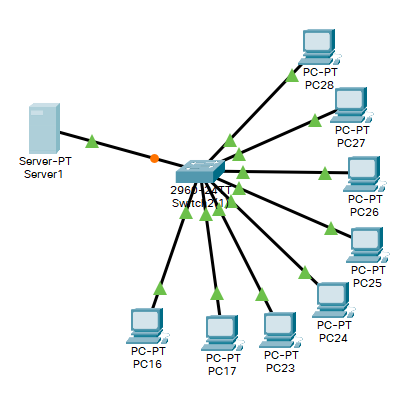 PC-PT
PC28
PC-PT
PC27
Server-PT
Server1
2960-24TT
PC-PT
PC26
PC-PT
PC25
PC-PT
PC24
PC-PT
PC16
PC-PT
PC17
PC-PT
PC23